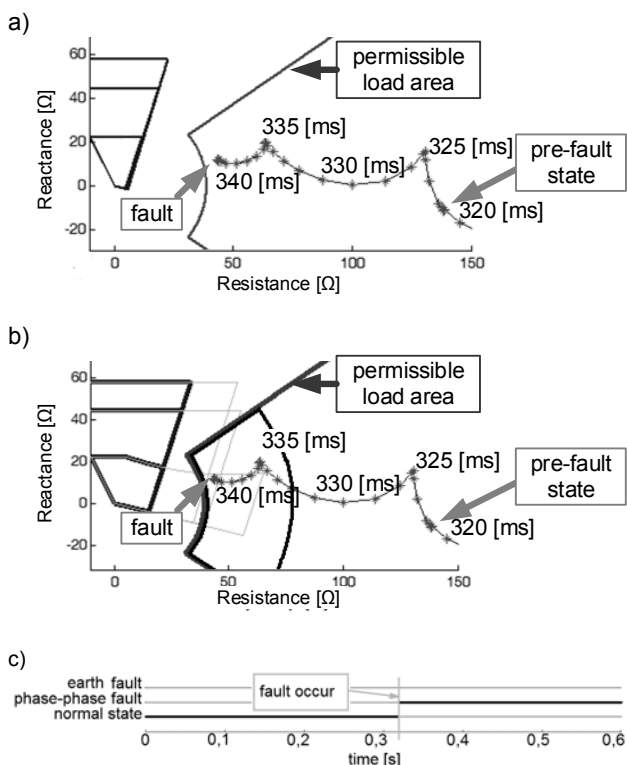 a)
60
40
20
0
-20
Reactance [Ω]
permissible
load area
335 [ms]
325 [ms]
pre-fault
state
330 [ms]
340 [ms]
320 [ms]
fault
0
50
100
150
Resistance [Ω]
b)
60
40
20
0
-20
Reactance [Ω]
permissible
load area
335 [ms]
325 [ms]
pre-fault
state
330 [ms]
340 [ms]
320 [ms]
fault
0
50
100
150
Resistance [Ω]
c)
earth fault
phase-phase fault
normal state
fault occur
0
0,1
0,2
0,3
0,4
0,5
0,6
time [s]